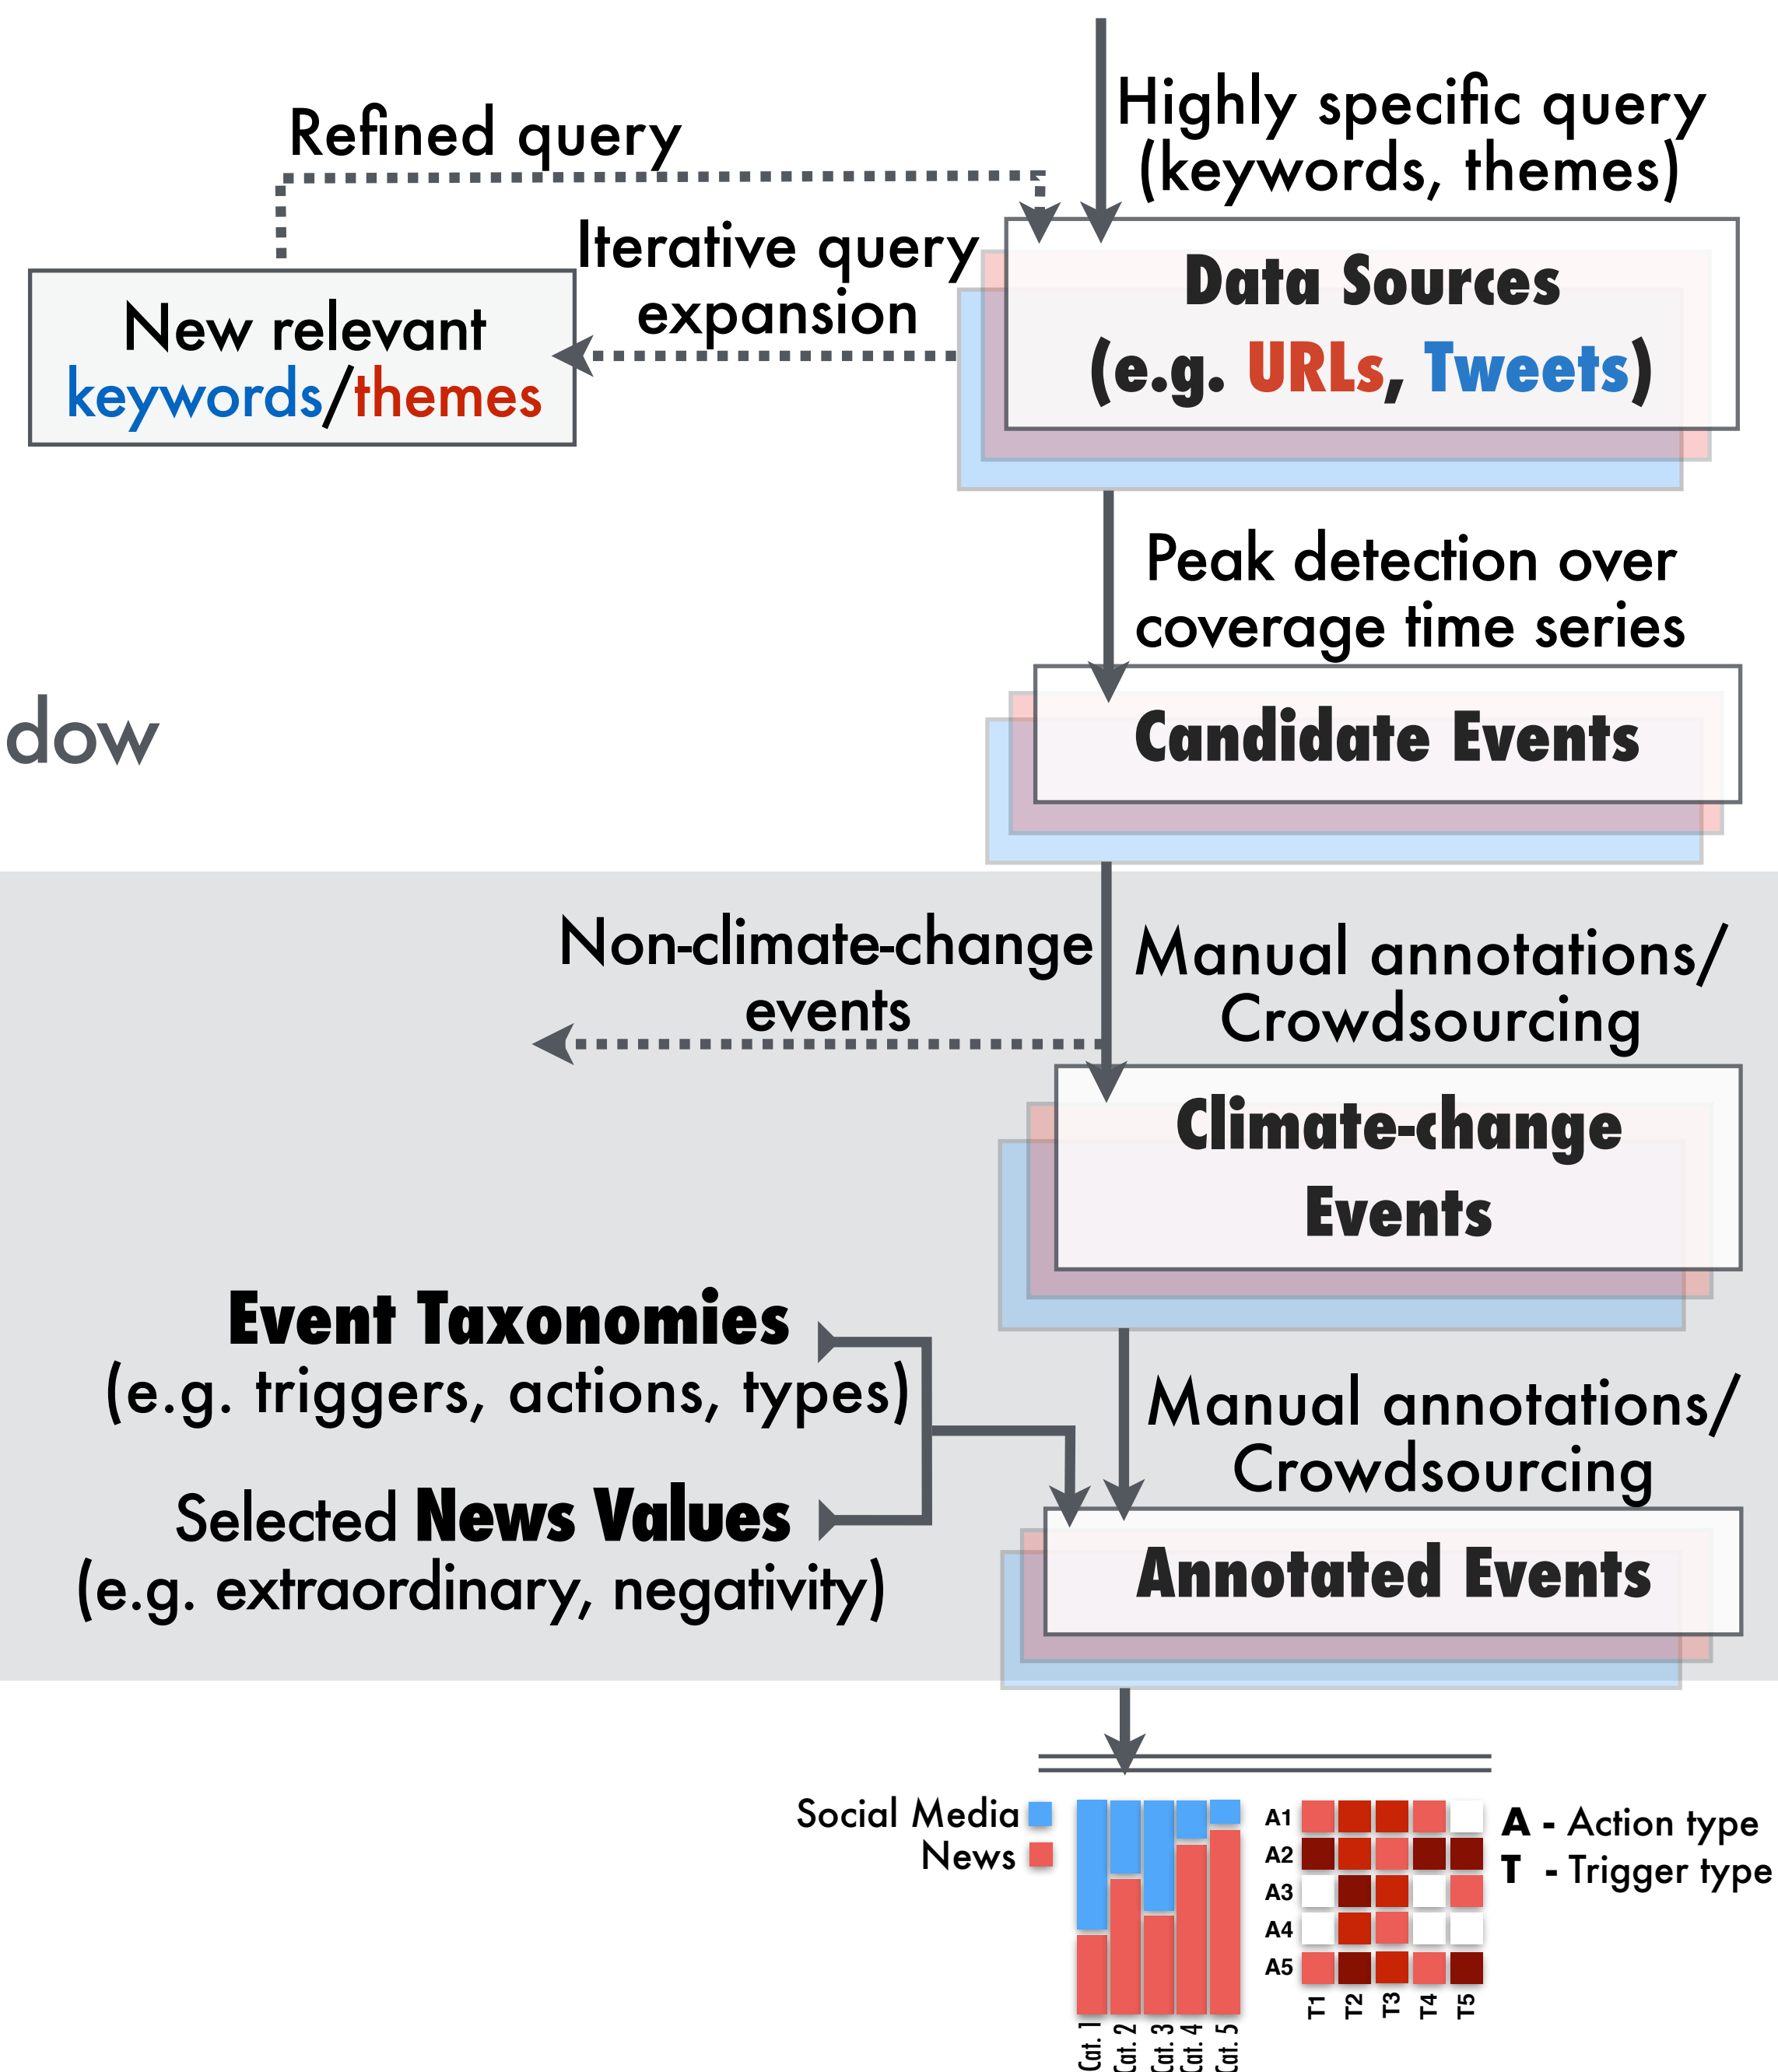 Highly specific query
(keywords, themes)
Refined query
Iterative query
expansion
New relevant
keywords/themes
Data Sources
(e.g. URLs, Tweets)
Peak detection over
coverage time series
dow
Candidate Events
Non-climate-change
events
Manual annotations/
Crowdsourcing
Climate-change
Events
Event Taxonomies
(e.g. triggers, actions, types)
Selected News Values
(e.g. extraordinary, negativity)
Manual annotations/
Crowdsourcing
Annotated Events
Social Media
News
Cat. 1
Cat. 2
Cat. 3
Cat. 4
Cat. 5
A1
A2
A3
A4
A5
T1
T2
T3
T4
T5
A - Action type
T - Trigger type